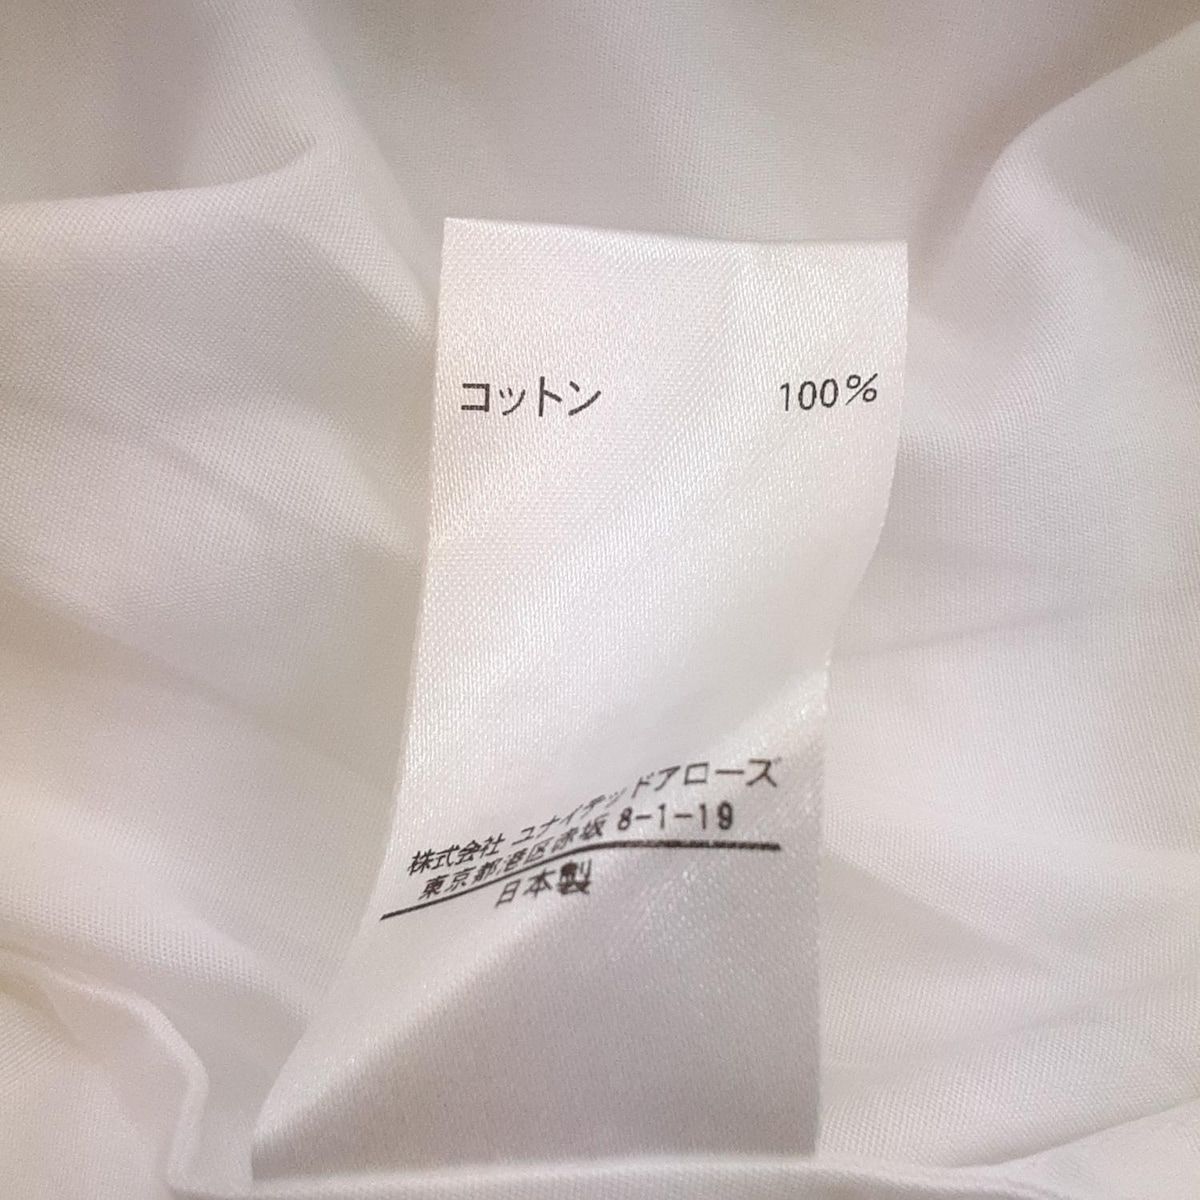 コットン 100%
株式会社 ユナイテッドアローズ
東京都港区赤坂 8-1-19
日本製